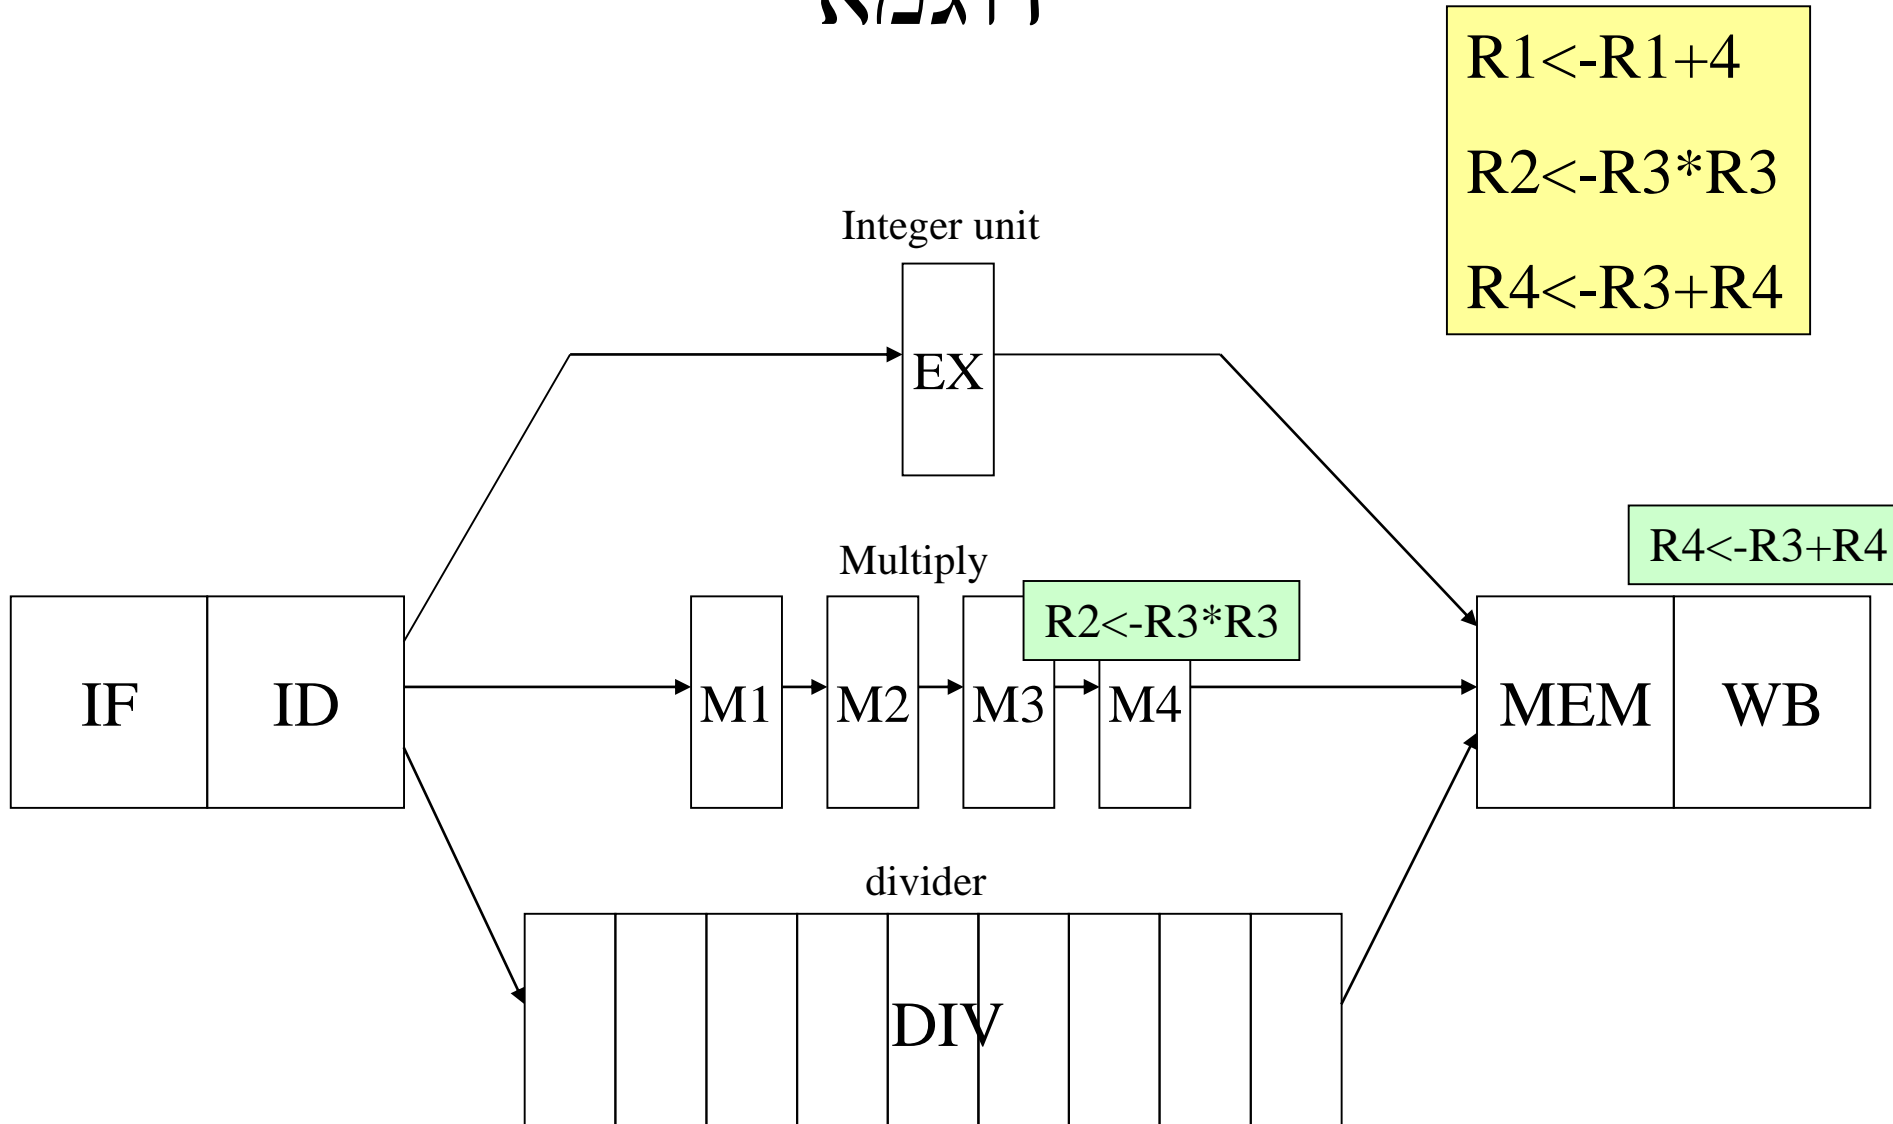 דוגמא
R1<-R1+4
R2<-R3*R3
R4<-R3+R4
Integer unit
EX
R4<-R3+R4
Multiply
R2<-R3*R3
IF ID M1 M2 M3 M4 MEM WB
divider
DIV